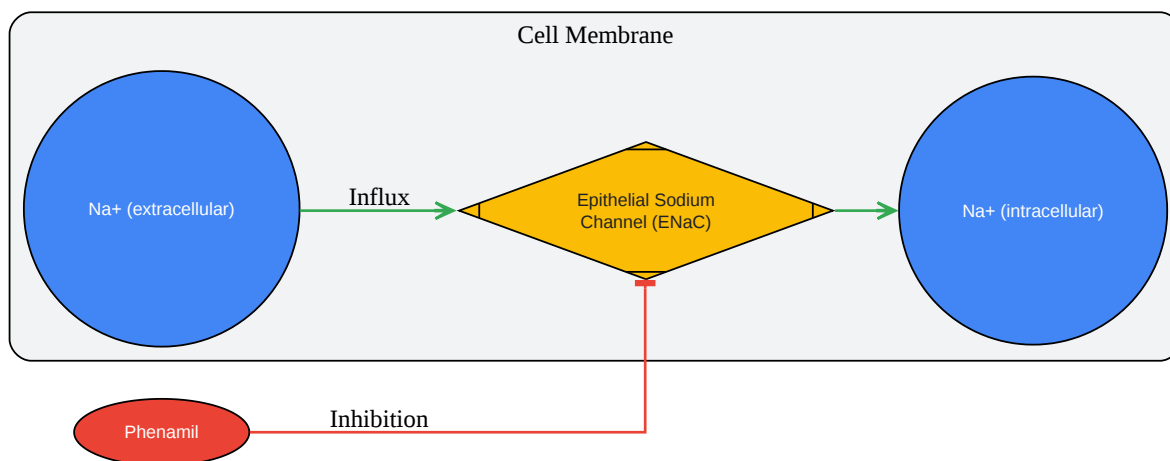 Cell Membrane
Na+ (extracellular)
Influx
Epithelial Sodium
Channel (ENaC)
Na+ (intracellular)
Phenamil
Inhibition